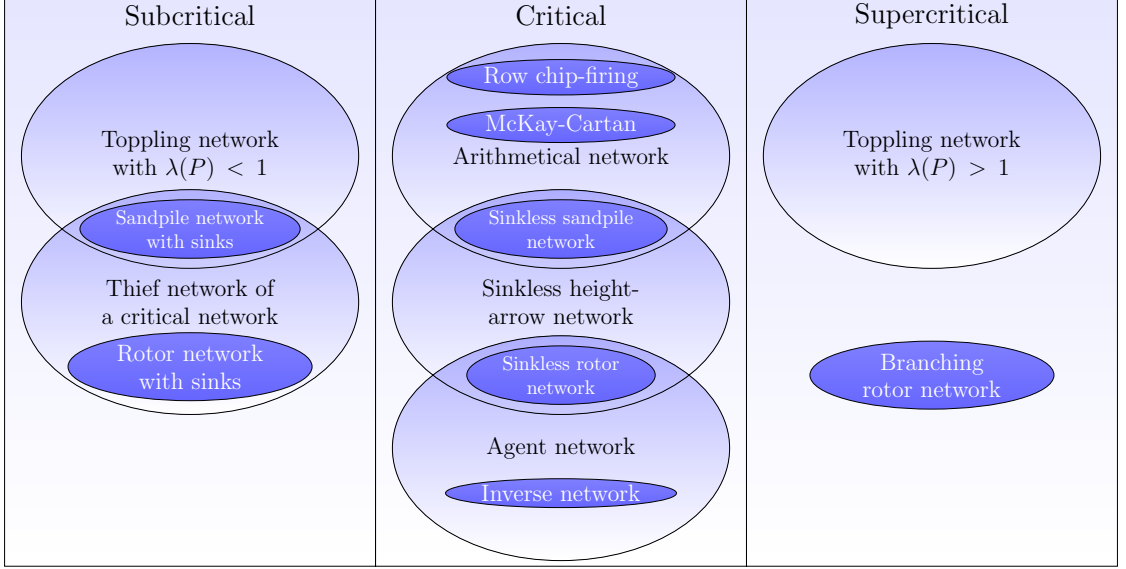 Subcritical
Toppling network
with λ(P) < 1
Sandpile network
with sinks
Thief network of
a critical network
Rotor network
with sinks
Critical
Row chip-firing
McKay-Cartan
Arithmetical network
Sinkless sandpile
network
Sinkless height-
arrow network
Sinkless rotor
network
Agent network
Inverse network
Supercritical
Toppling network
with λ(P) > 1
Branching
rotor network